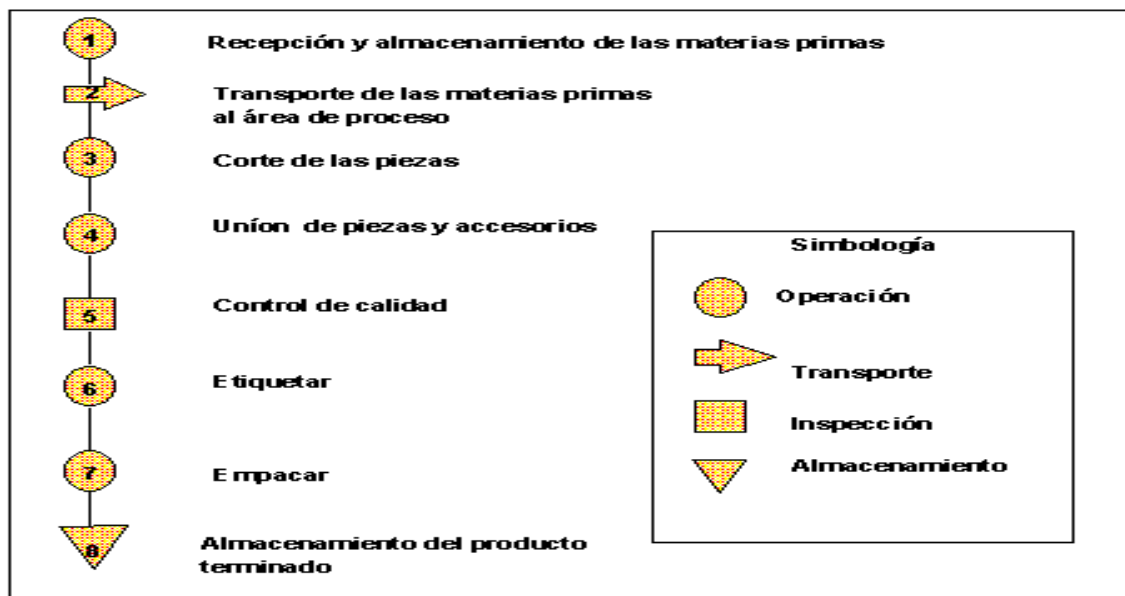 1 Recepción y almacenamiento de las materias primas
2 Transporte de las materias primas
al área de proceso
3 Corte de las piezas
4 Uníon de piezas y accesorios
5 Control de calidad
6 Etiquetar
7 Empacar
8 Almacenamiento del producto
terminado
Simbología
Operación
Transporte
Inspección
Almacenamiento